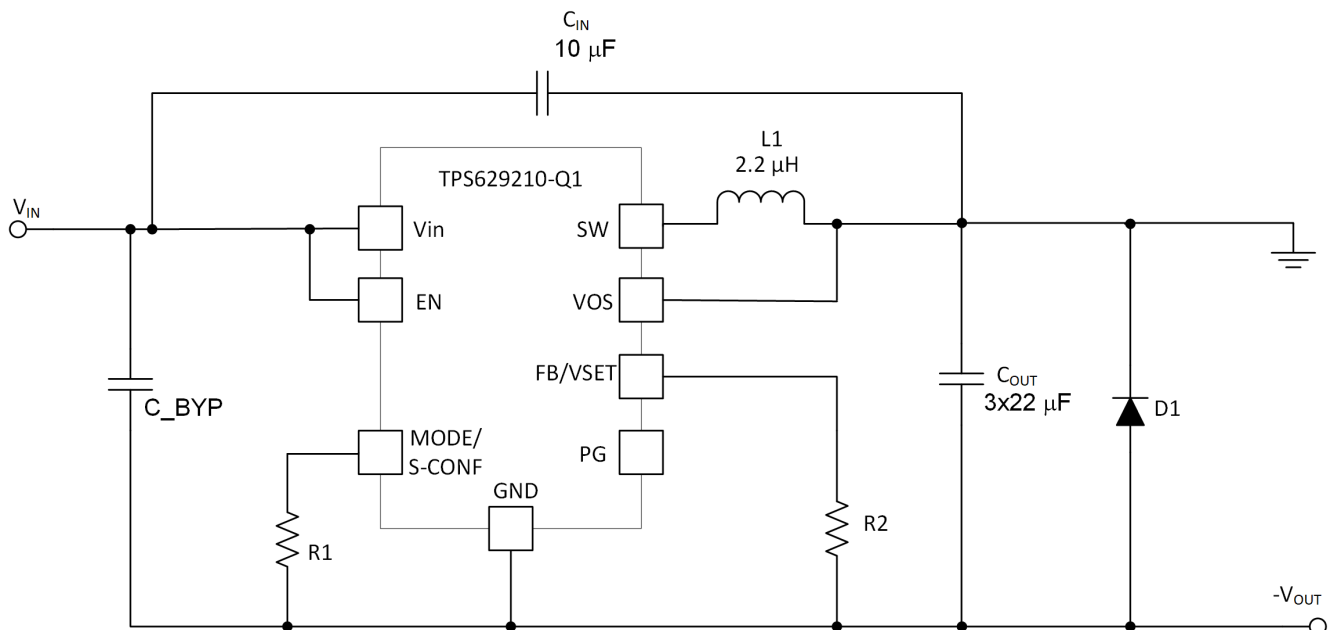 CIN
10 μF
L1
2.2 μH
TPS629210-Q1
VIN
Vin
SW
EN
VOS
FB/VSET
COUT
3x22 μF
D1
C_BYP
MODE/
S-CONF
PG
GND
R2
R1
-VOUT